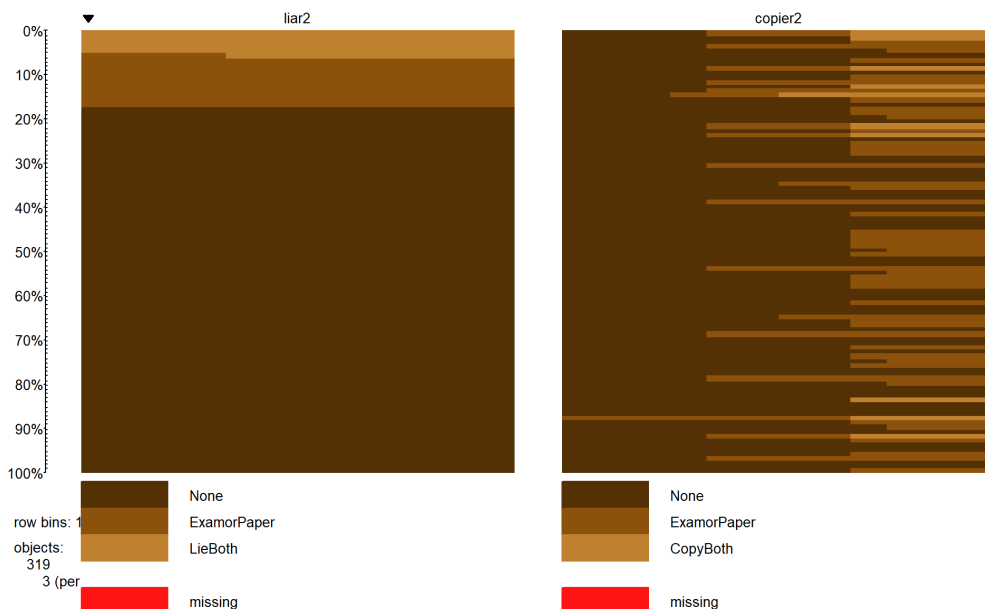 liar2
copier2
0%
10%
20%
30%
40%
50%
60%
70%
80%
90%
100%
None
None
row bins: 1
ExamorPaper
ExamorPaper
objects:
LieBoth
CopyBoth
319
3 (per
missing
missing